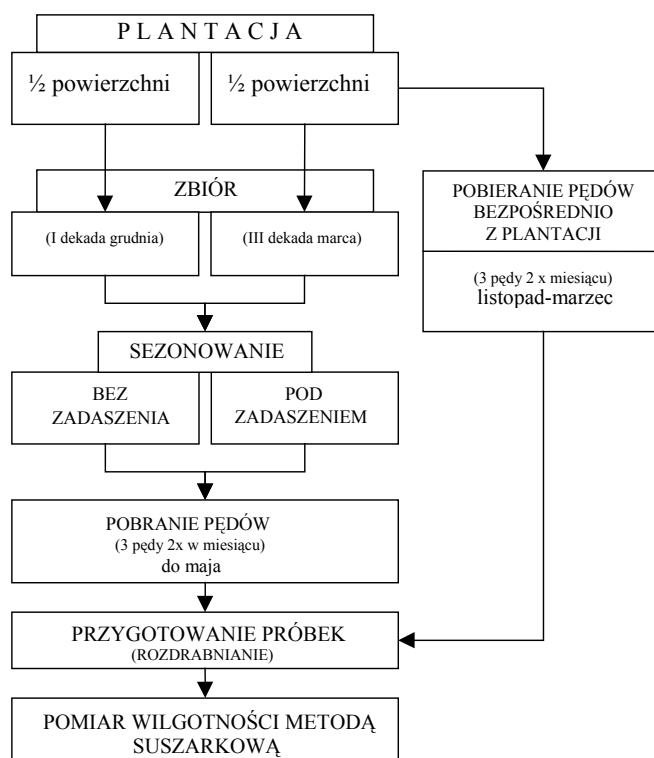 P L A N T A C J A
½ powierzchni
½ powierzchni
ZBIÓR
(I dekada grudnia)
(III dekada marca)
POBIERANIE PĘDÓW
BEZPOŚREDNIO
Z PLANTACJI
(3 pędy 2 x miesiącu)
listopad-marzec
SEZONOWANIE
BEZ
ZADASZENIA
POD
ZADASZENIEM
POBRANIE PĘDÓW
(3 pędy 2x w miesiącu)
do maja
PRZYGOTOWANIE PRÓBEK
(ROZDRABNIANIE)
POMIAR WILGOTNOŚCI METODĄ
SUSZARKOWĄ